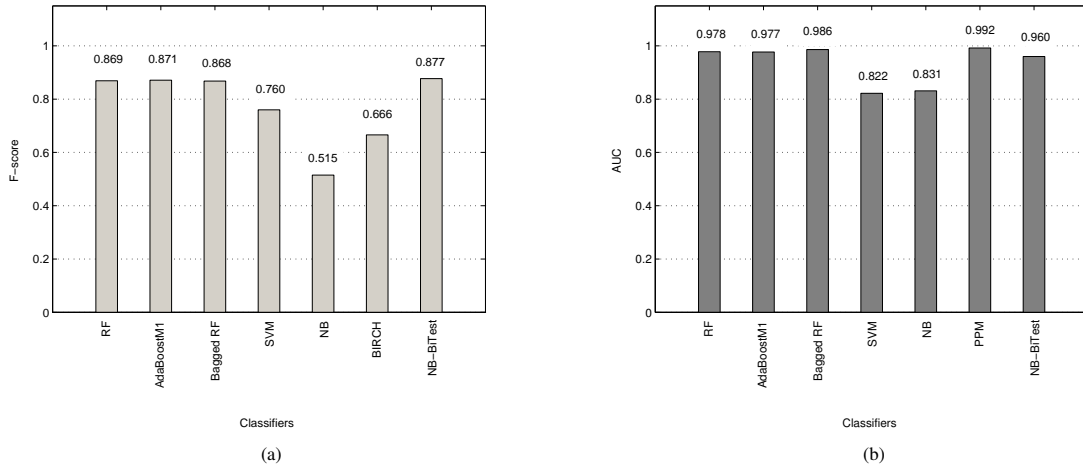 1
0.8
0.6
0.4
0.2
0
F−score
0.869
0.871
0.868
0.760
0.515
0.666
0.877
RF
AdaBoostM1
Bagged RF
SVM
NB
BIRCH
NB−BiTest
Classifiers
(a)
1
0.8
0.6
0.4
0.2
0
AUC
0.978
0.977
0.986
0.822
0.831
0.992
0.960
RF
AdaBoostM1
Bagged RF
SVM
NB
PPM
NB−BiTest
Classifiers
(b)